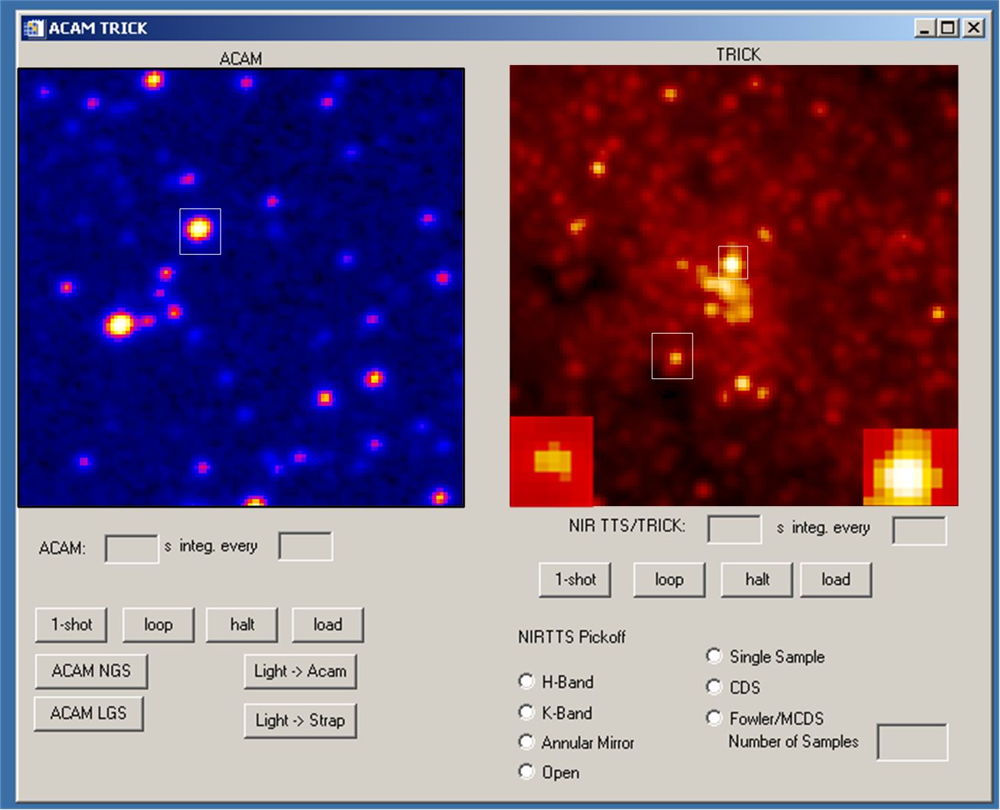 ACAM TRICK
ACAM
TRICK
ACAM: s integ. every
NIR TTS/TRICK: s integ. every
1-shot loop halt load
1-shot loop halt load
ACAM NGS Light -> Acam
ACAM LGS Light -> Strap
NIRTTS Pickoff
H-Band
K-Band
Annular Mirror
Open
Single Sample
CDS
Fowler/MCDS
Number of Samples